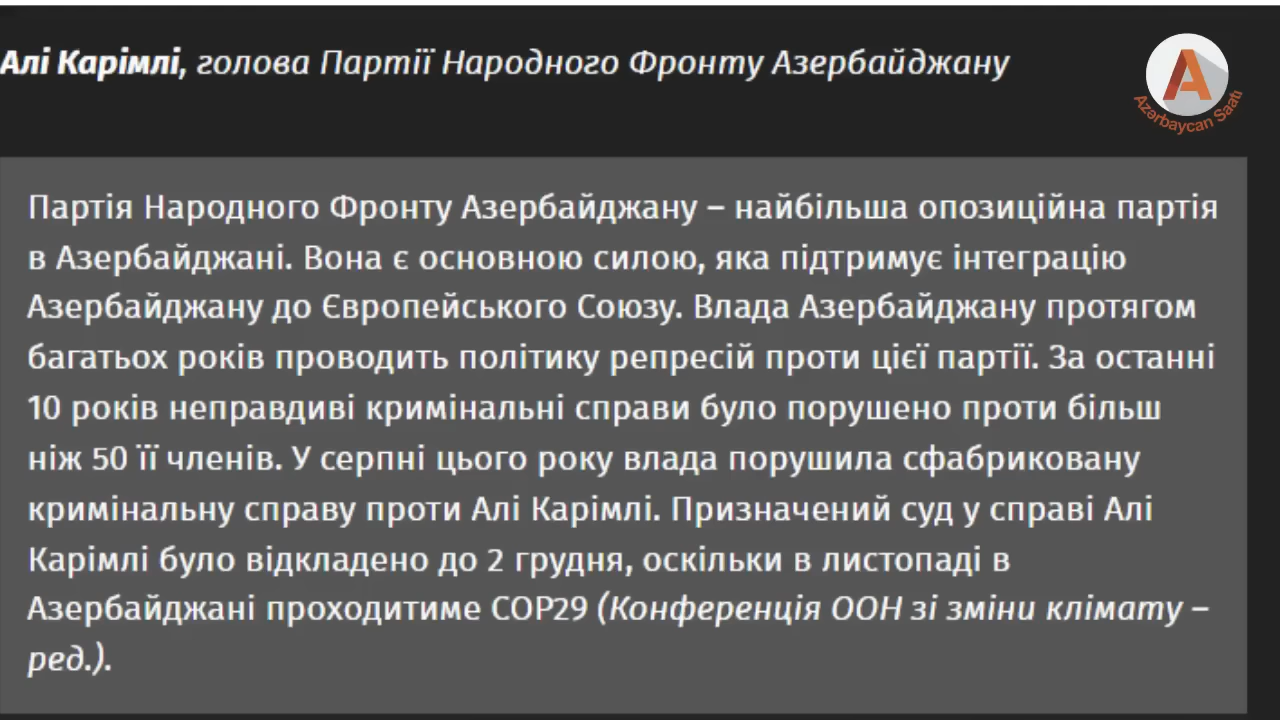 Алі Карімлі, голова Партії Народного Фронту Азербайджану
Azərbaycan Saatı
Партія Народного Фронту Азербайджану – найбільша опозиційна партія
в Азербайджані. Вона є основною силою, яка підтримує інтеграцію
Азербайджану до Європейського Союзу. Влада Азербайджану протягом
багатьох років проводить політику репресій проти цієї партії. За останні
10 років неправдиві кримінальні справи було порушено проти більш
ніж 50 її членів. У серпні цього року влада порушила сфабриковану
кримінальну справу проти Алі Карімлі. Призначений суд у справі Алі
Карімлі було відкладено до 2 грудня, оскільки в листопаді в
Азербайджані проходитиме COP29 (Конференція ООН зі зміни клімату –
ред.).